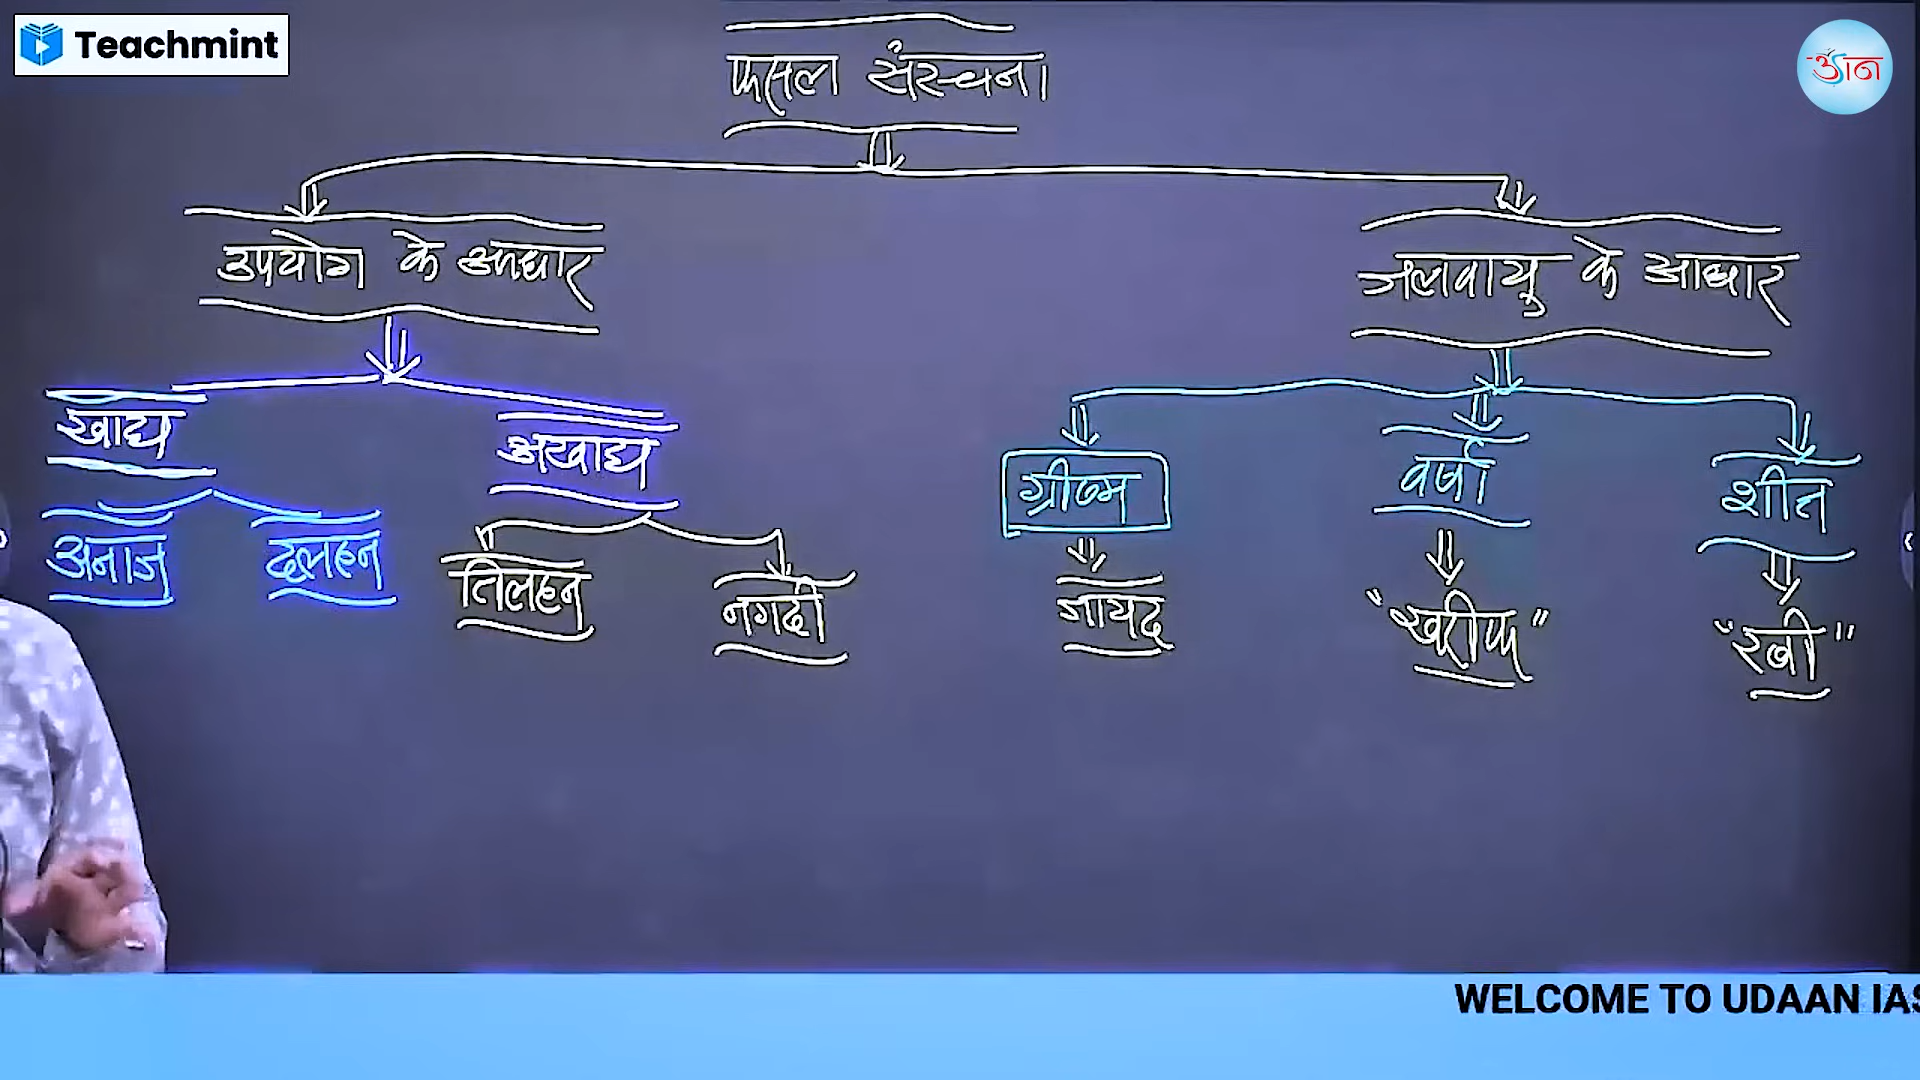 Teachmint
उड़ान
फसल संरचना
उपयोग के आधार
जलवायु के आधार
खाद्य
अखाद्य
ग्रीष्म
वर्षा
शीत
अनाज
दलहन
तिलहन
नगदी
जायद
"खरीफ"
"रबी"
WELCOME TO UDAAN IAS